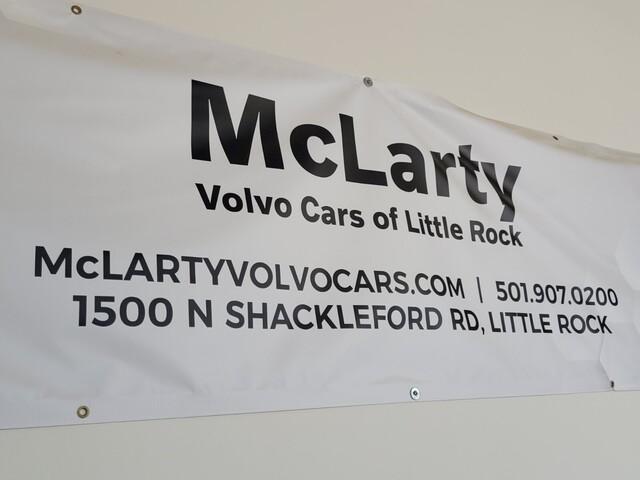 McLarty
Volvo Cars of Little Rock
McLARTYVOLVOCARS.COM | 501.907.0200
1500 N SHACKLEFORD RD, LITTLE ROCK